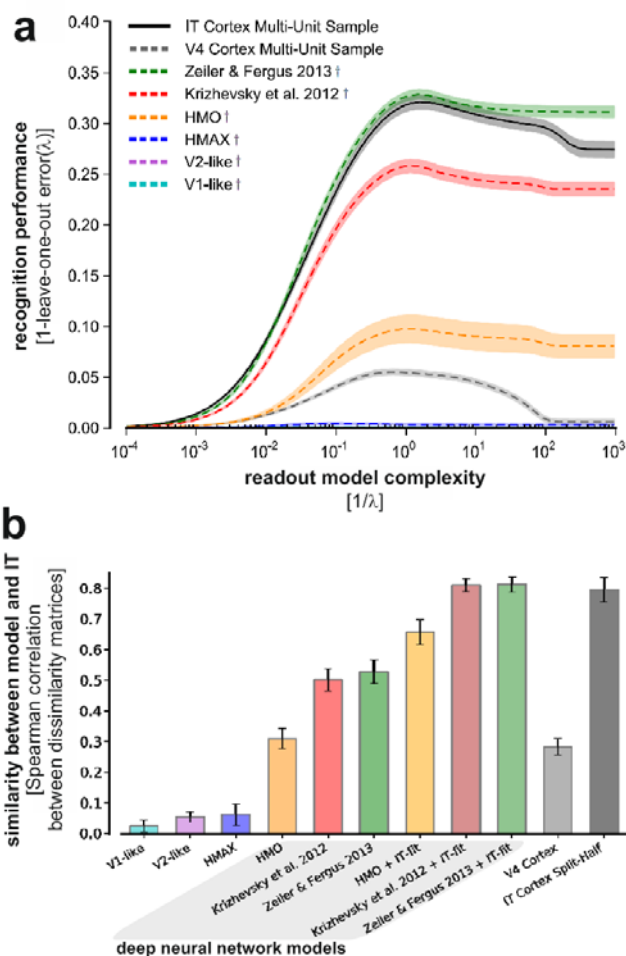 a
IT Cortex Multi-Unit Sample
V4 Cortex Multi-Unit Sample
Zeiler & Fergus 2013 †
Krizhevsky et al. 2012 †
HMO †
HMAX †
V2-like †
V1-like †
recognition performance
[1-leave-one-out error(λ)]
0.40
0.35
0.30
0.25
0.20
0.15
0.10
0.05
0.00
10⁻⁴ 10⁻³ 10⁻² 10⁻¹ 10⁰ 10¹ 10² 10³
readout model complexity
[1/λ]
b
similarity between model and IT
[Spearman correlation
between dissimilarity matrices]
0.8
0.7
0.6
0.5
0.4
0.3
0.2
0.1
0.0
V1-like
V2-like
HMAX
HMO
Krizhevsky et al. 2012
Zeiler & Fergus 2013
HMO + IT-fit
Krizhevsky et al. 2012 + IT-fit
Zeiler & Fergus 2013 + IT-fit
V4 Cortex
IT Cortex Split-Half
deep neural network models